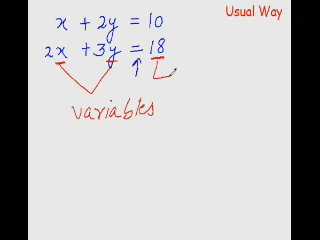 Usual Way
x + 2y = 10
2x + 3y = 18
variables